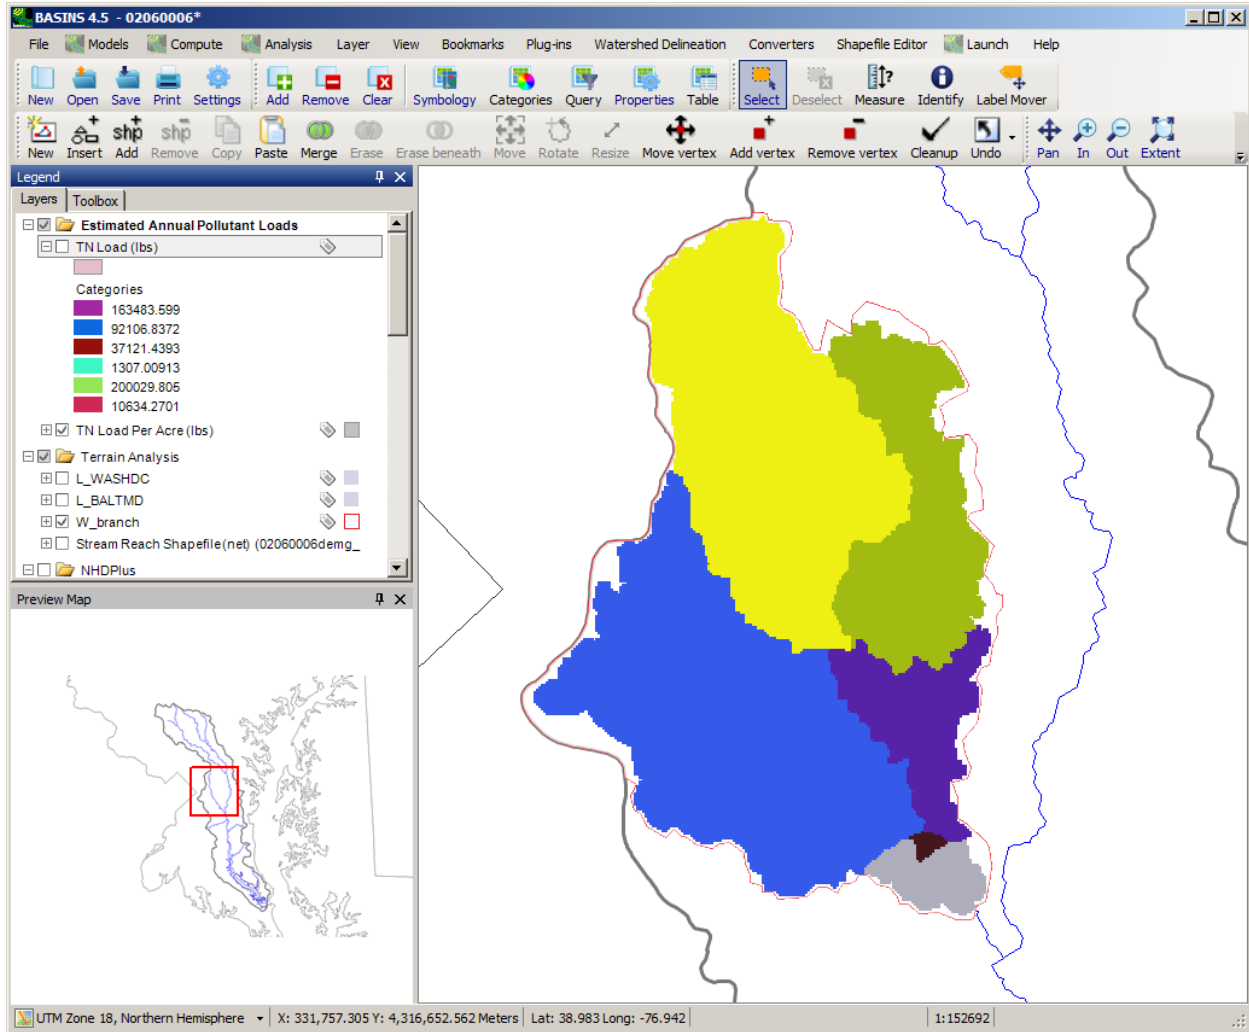 BASINS 4.5 - 02060006*
File Models Compute Analysis Layer View Bookmarks Plug-ins Watershed Delineation Converters Shapefile Editor Launch Help
New Open Save Print Settings Add Remove Clear Symbology Categories Query Properties Table Select Deselect Measure Identify Label Mover
New Insert Add Remove Copy Paste Merge Erase Erase beneath Move Rotate Resize Move vertex Add vertex Remove vertex Cleanup Undo Pan In Out Extent
Legend
Layers Toolbox
Estimated Annual Pollutant Loads
TN Load (lbs)
Categories
163483.599
92106.8372
37121.4393
1307.00913
200029.805
10634.2701
TN Load Per Acre (lbs)
Terrain Analysis
L_WASHDC
L_BALTMD
W_branch
Stream Reach Shapefile (net) (02060006demg_
NHDPlus
Preview Map
UTM Zone 18, Northern Hemisphere X: 331,757.305 Y: 4,316,652.562 Meters Lat: 38.983 Long: -76.942 1:152692